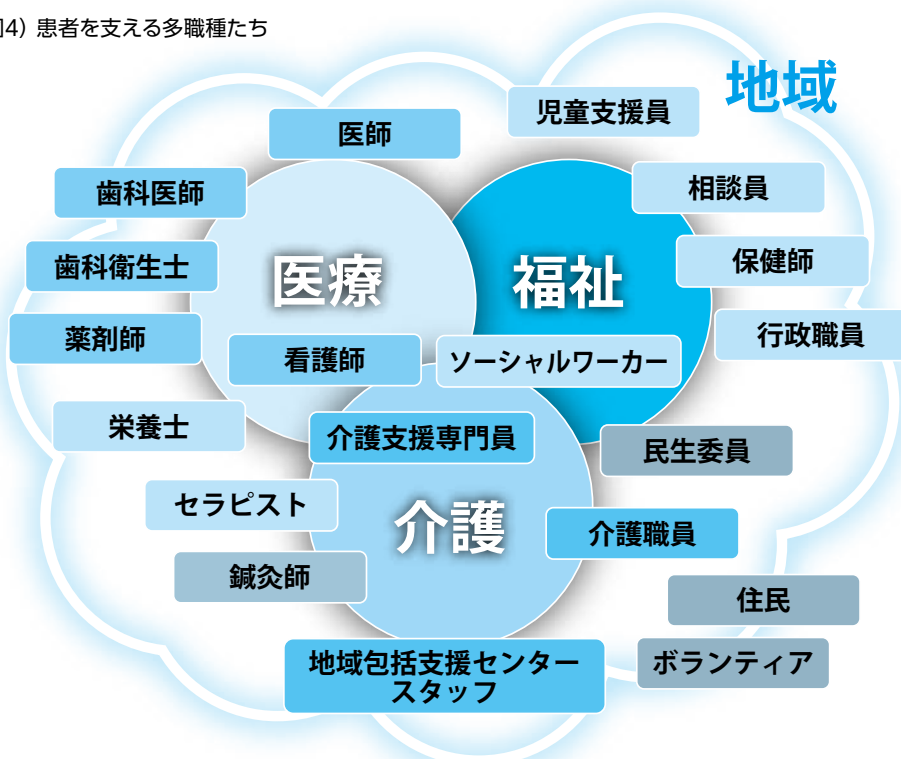 4）患者を支える多職種たち
地域
児童支援員
医師
相談員
歯科医師
保健師
歯科衛生士
医療
福祉
行政職員
薬剤師
看護師
ソーシャルワーカー
栄養士
介護支援専門員
民生委員
セラピスト
介護
介護職員
鍼灸師
住民
地域包括支援センター
スタッフ
ボランティア